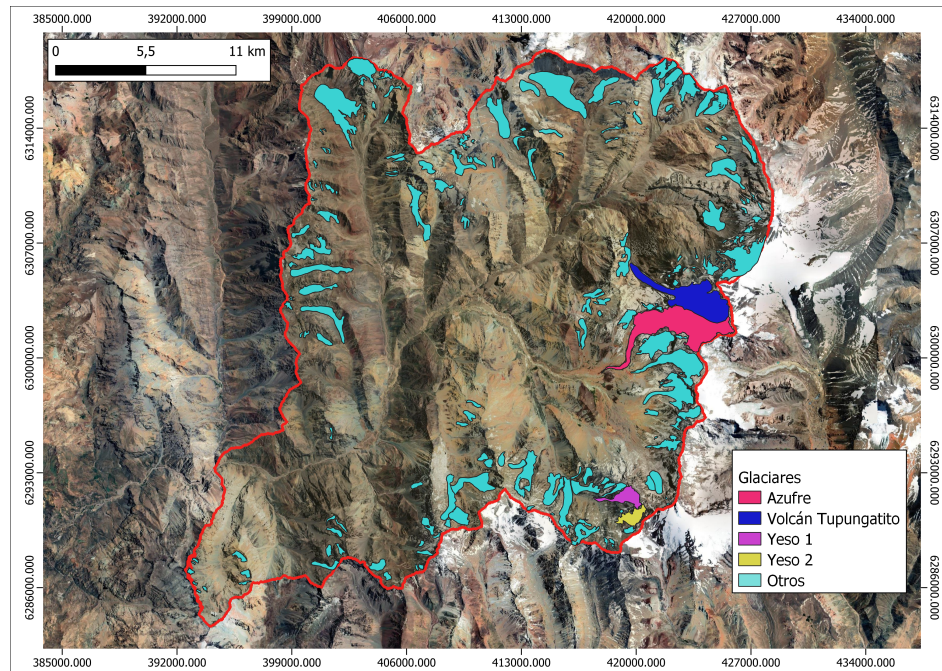 385000.000 392000.000 399000.000 406000.000 413000.000 420000.000 427000.000 434000.000
0 5,5 11 km
6314000.000 6314000.000
6307000.000 6307000.000
6300000.000 6300000.000
6293000.000 6293000.000
6286000.000 6286000.000
Glaciares
Azufre
Volcán Tupungatito
Yeso 1
Yeso 2
Otros
385000.000 392000.000 399000.000 406000.000 413000.000 420000.000 427000.000 434000.000